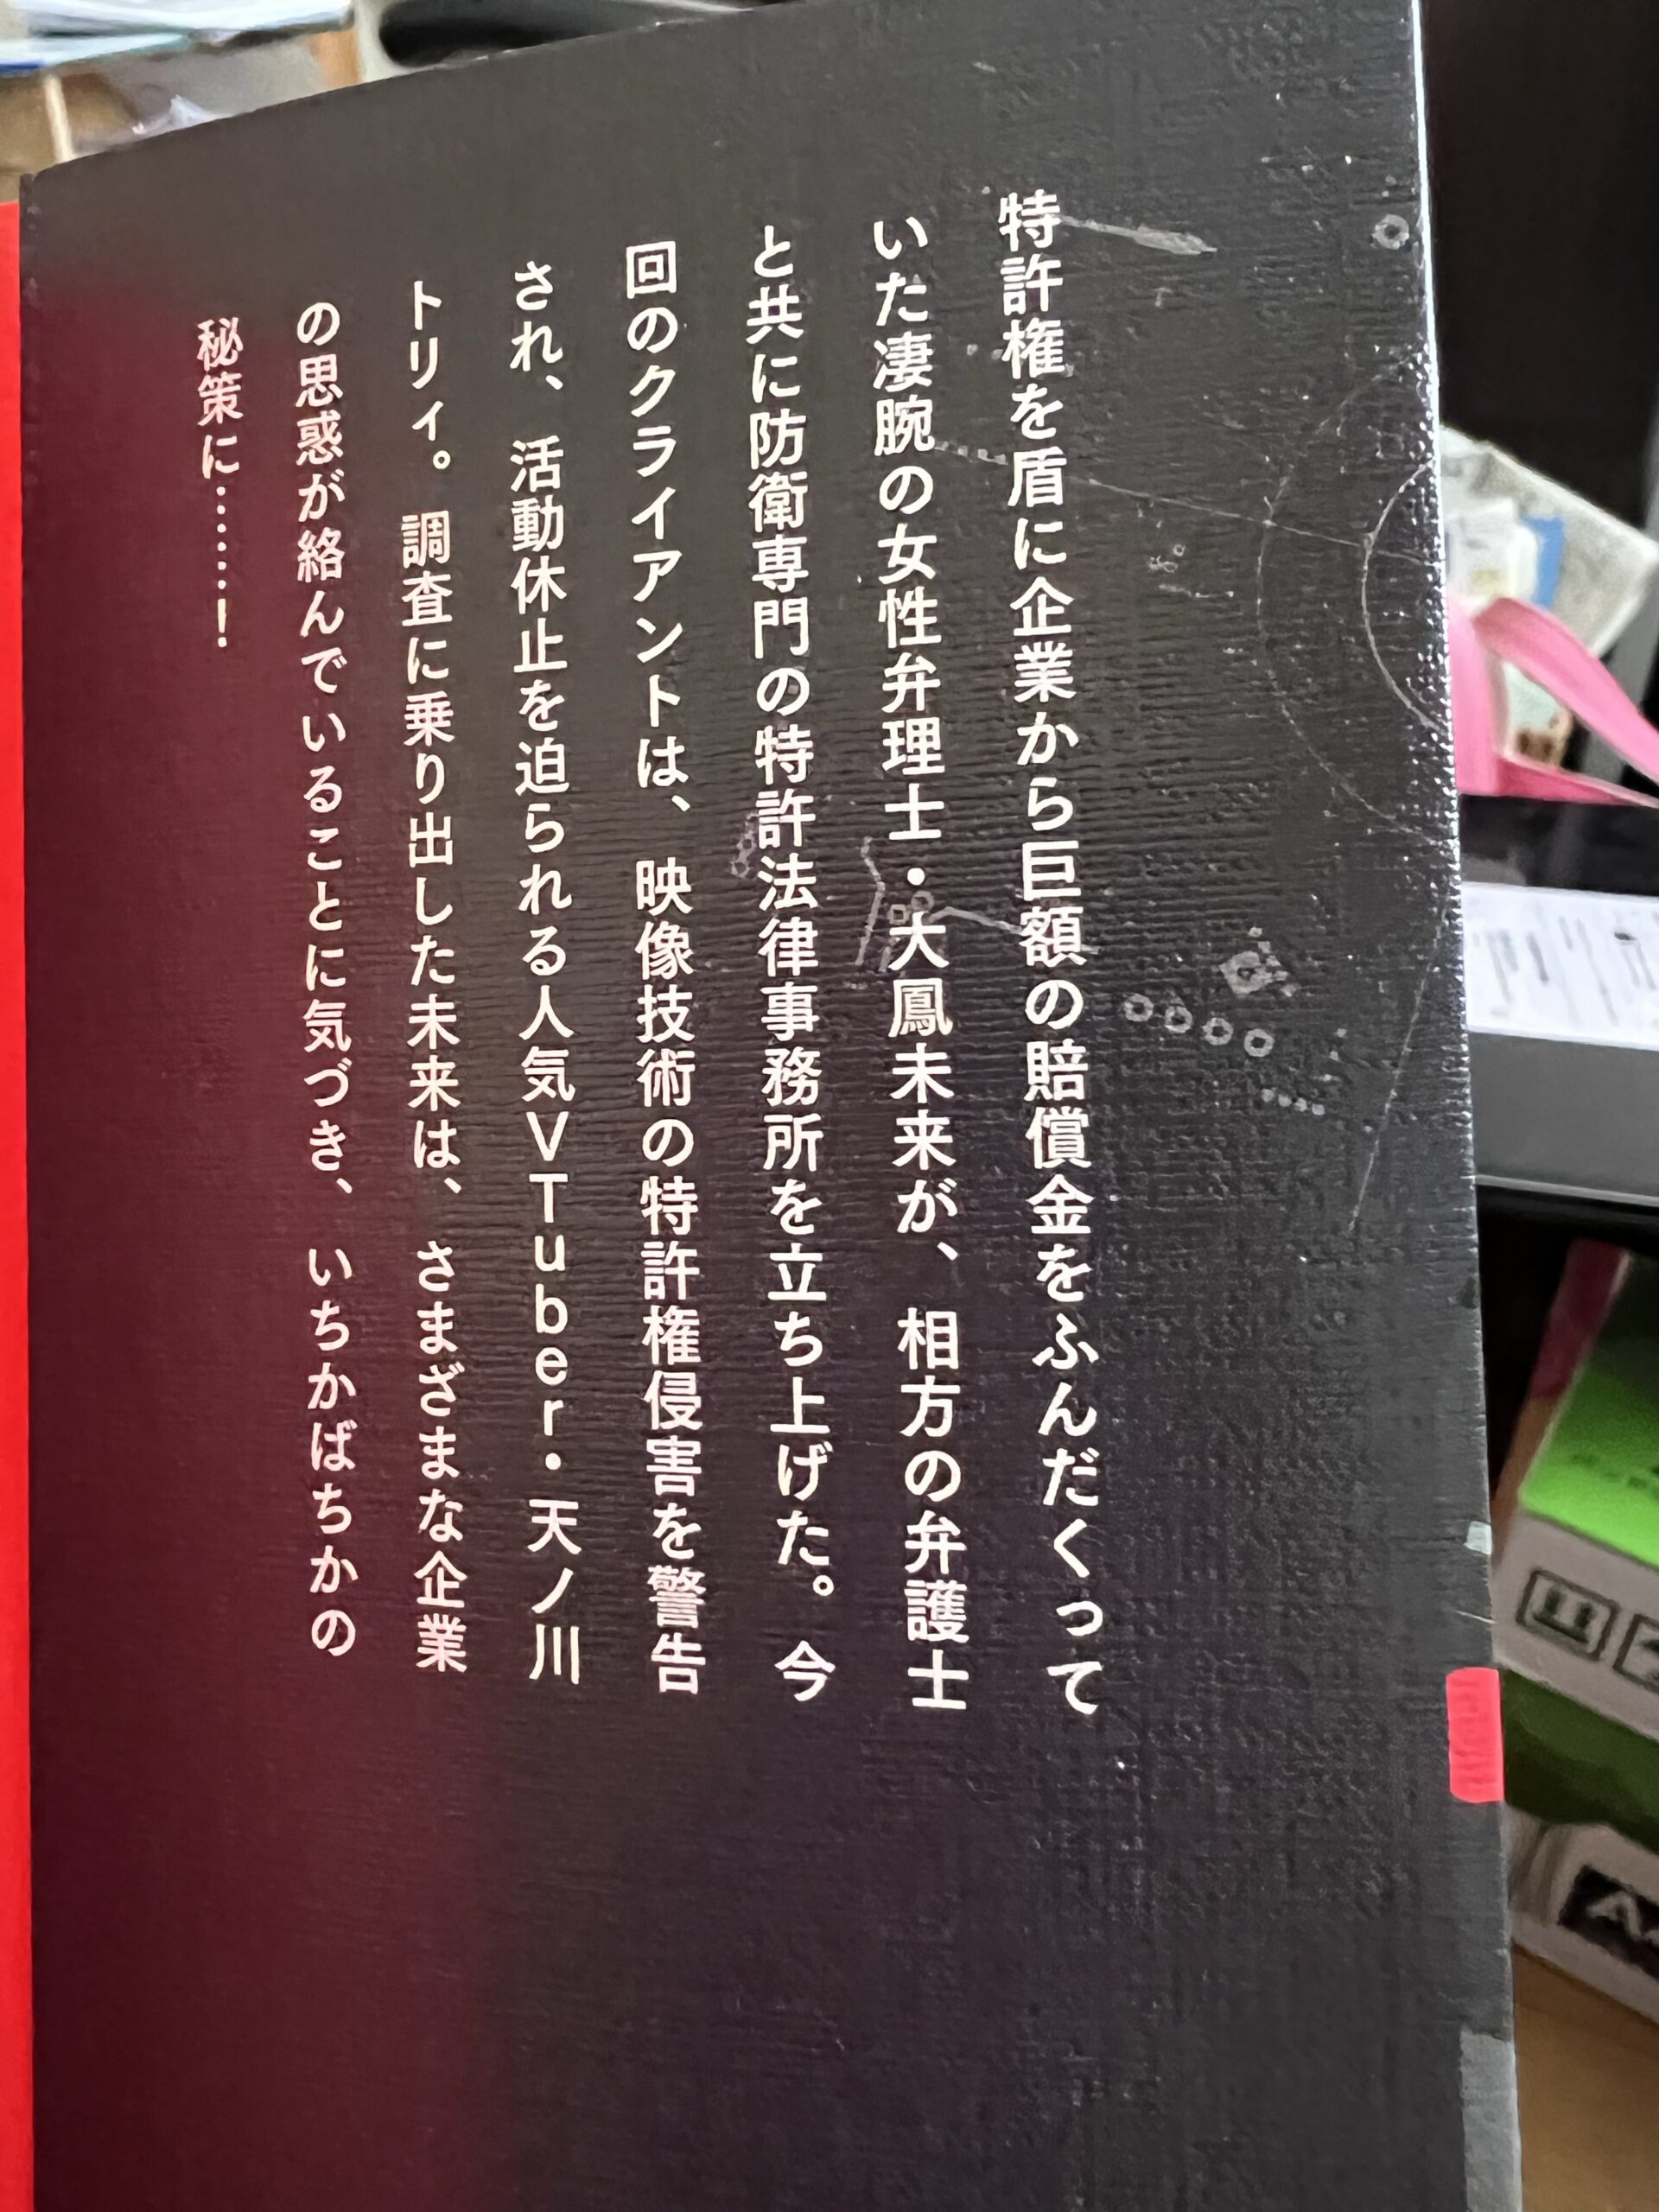 特許権を盾に企業から巨額の賠償金をふんだくって
いた凄腕の女性弁理士・大鳳未来が、相方の弁護士
と共に防衛専門の特許法律事務所を立ち上げた。今
回のクライアントは、映像技術の特許権侵害を警告
され、活動休止を迫られる人気VTuber・天ノ川
トリィ。調査に乗り出した未来は、さまざまな企業
の思惑が絡んでいることに気づき、いちかばちかの
秘策に……！